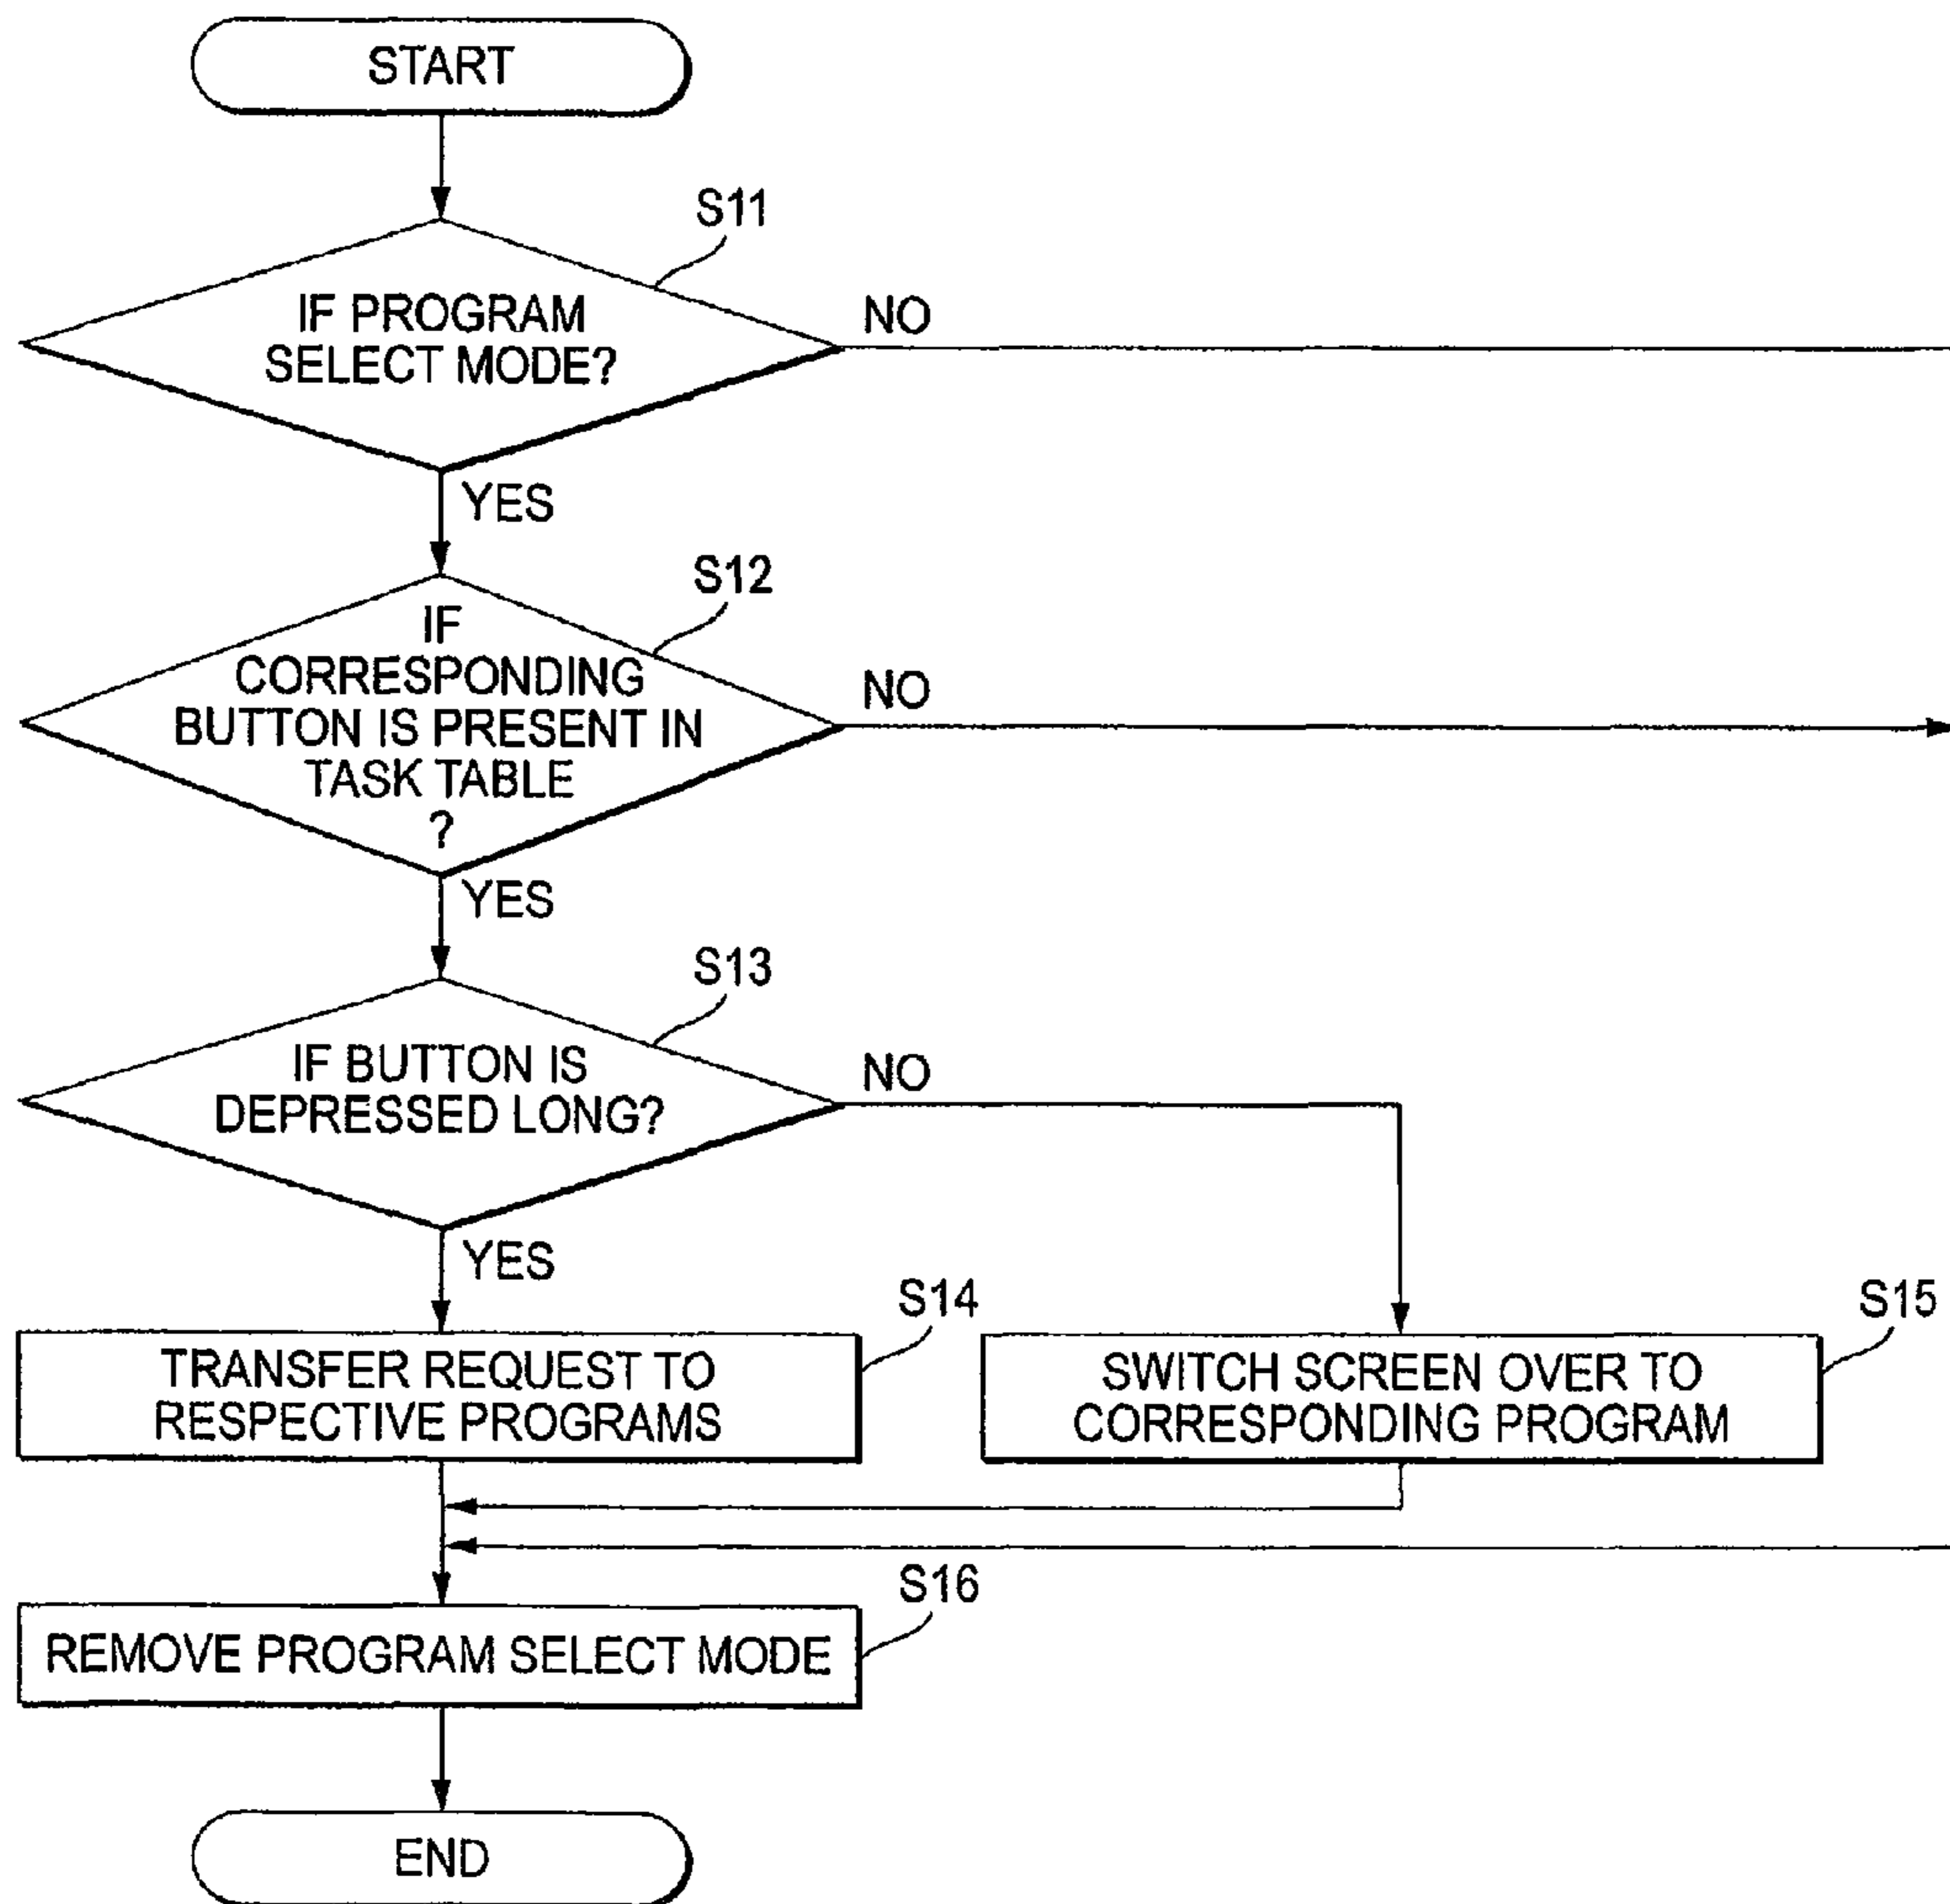 START
S11
IF PROGRAM
SELECT MODE?
NO
YES
S12
IF
CORRESPONDING
BUTTON IS PRESENT IN
TASK TABLE
?
NO
YES
S13
IF BUTTON IS
DEPRESSED LONG?
NO
YES
S14
TRANSFER REQUEST TO
RESPECTIVE PROGRAMS
S15
SWITCH SCREEN OVER TO
CORRESPONDING PROGRAM
S16
REMOVE PROGRAM SELECT MODE
END